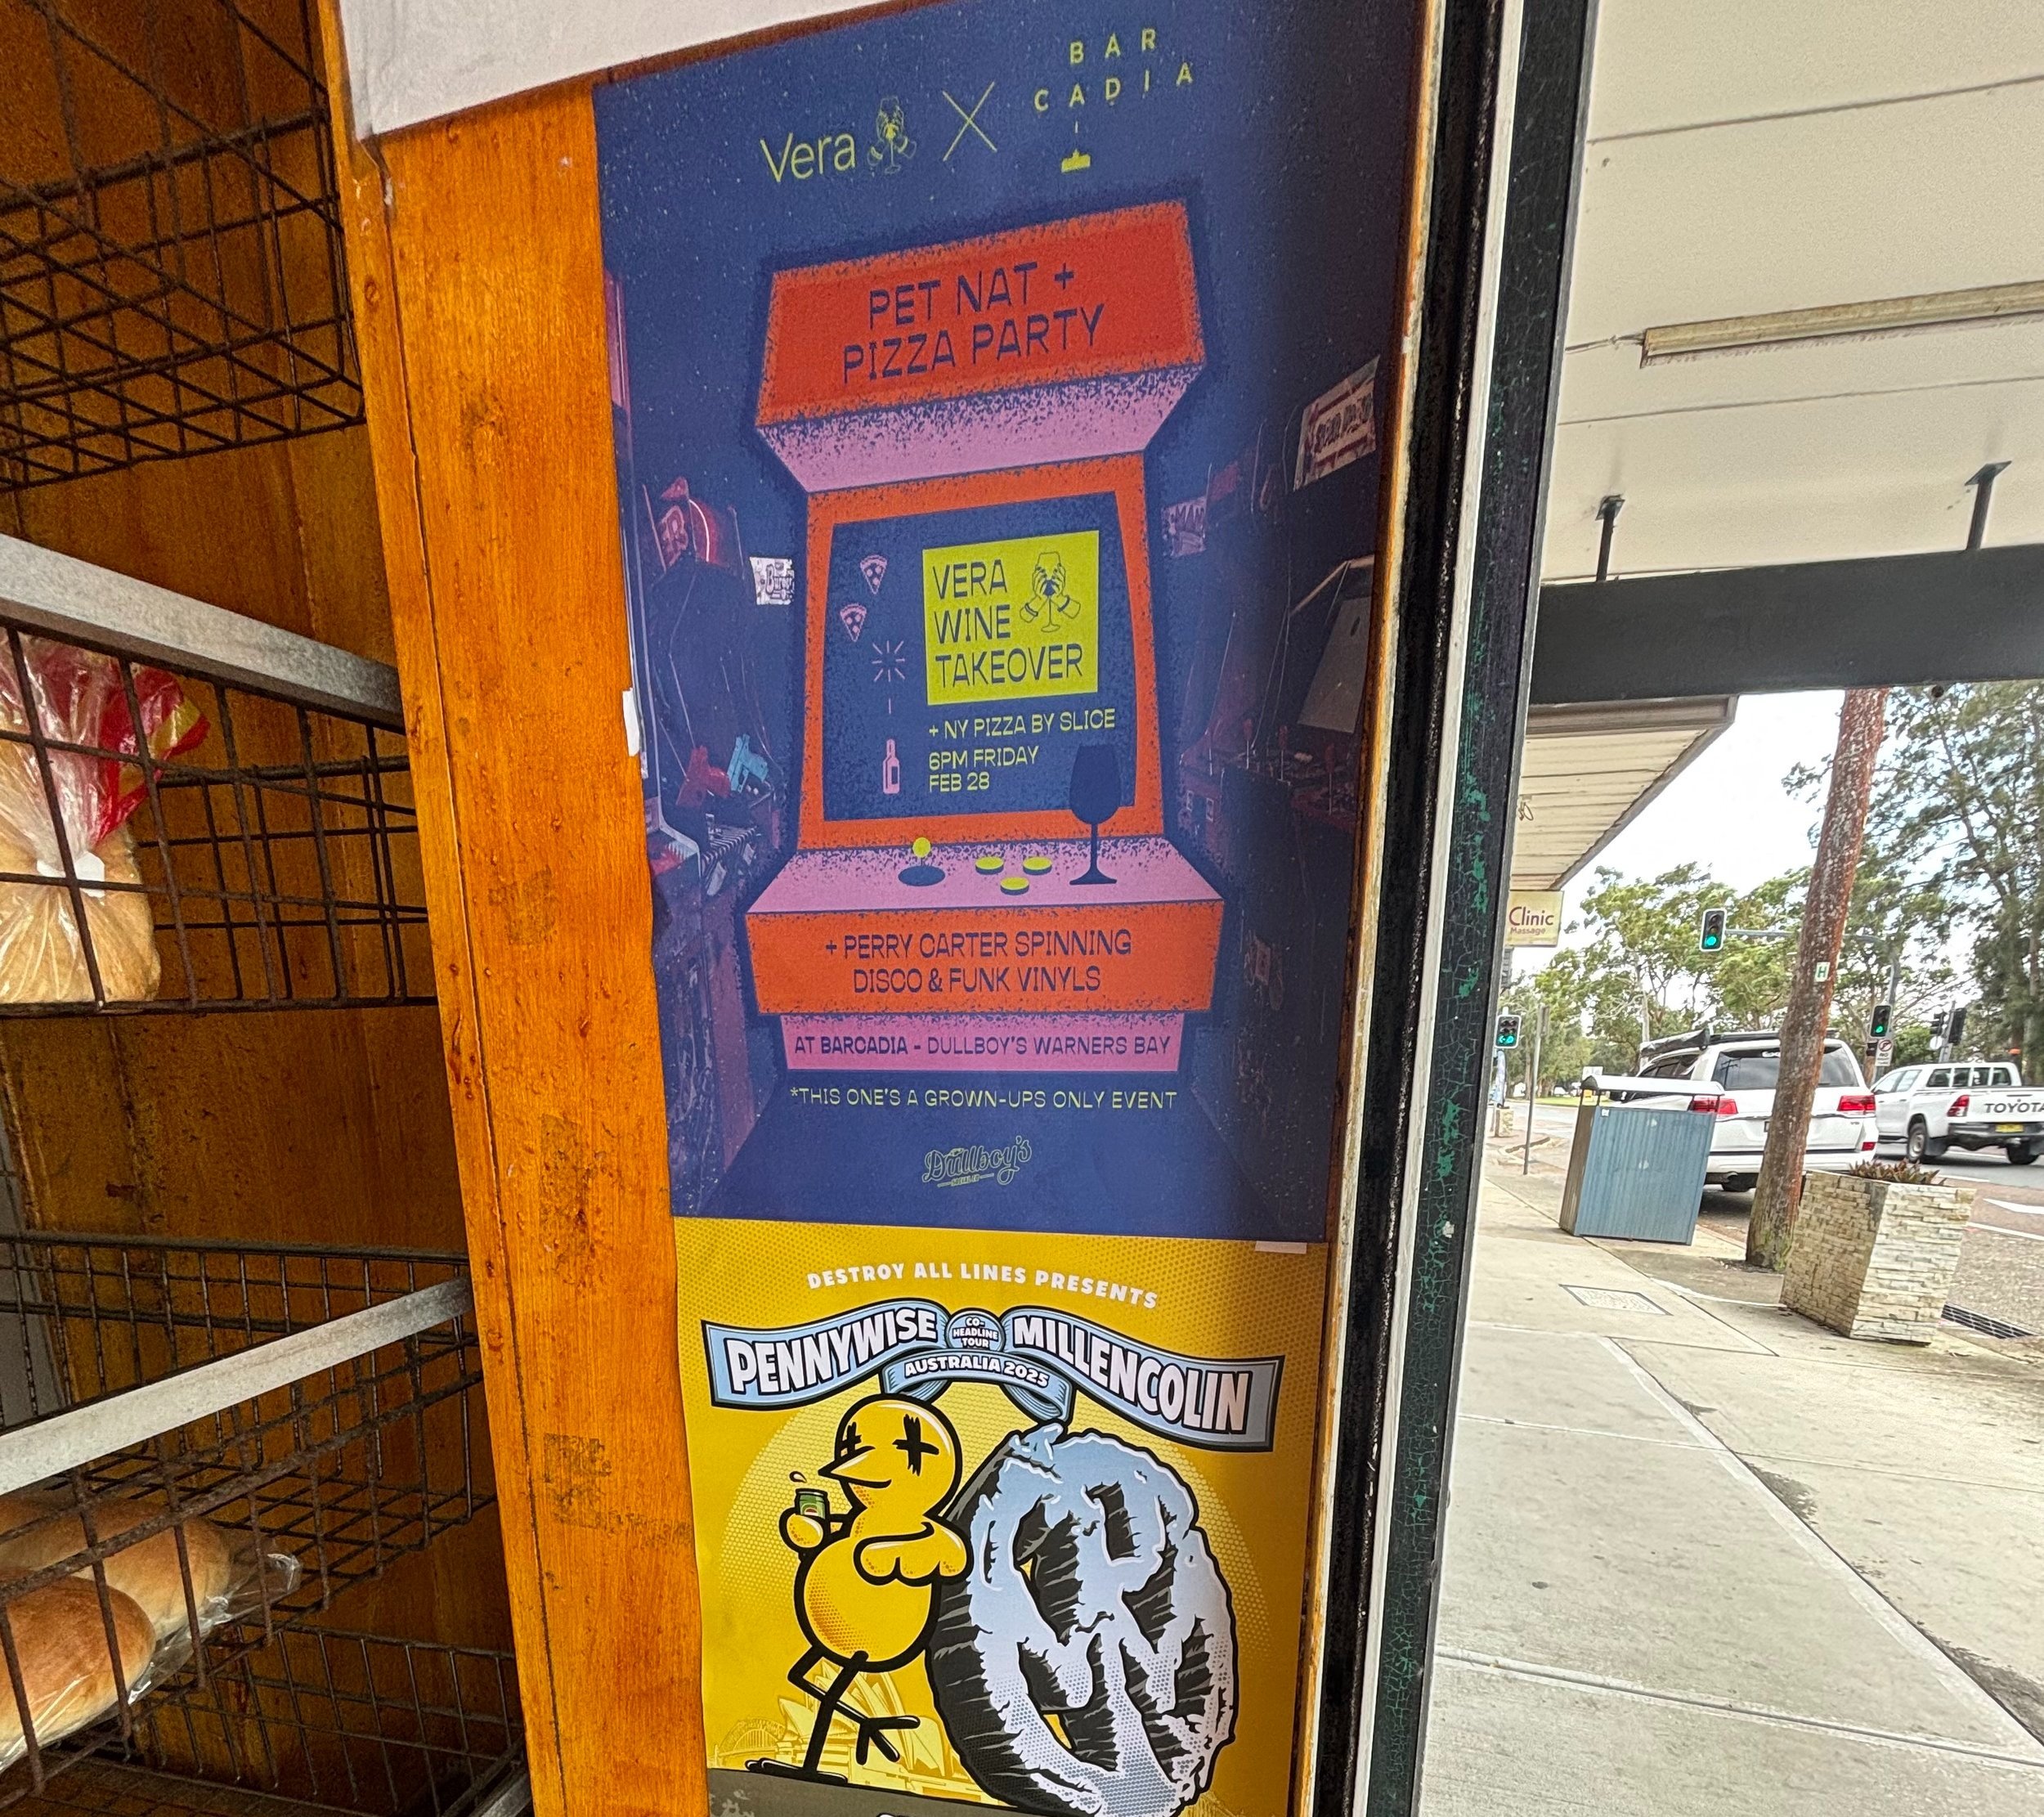 BAR
CADIA
Vera
X
PET NAT +
PIZZA PARTY
VERA
WINE
TAKEOVER
+ NY PIZZA BY SLICE
6PM FRIDAY
FEB 28
+ PERRY CARTER SPINNING
DISCO & FUNK VINYLS
AT BARCADIA - DULLBOY'S WARNERS BAY
*THIS ONE'S A GROWN-UPS ONLY EVENT
Dullboy's
DESTROY ALL LINES PRESENTS
PENNYWISE
CO-
HEADLINE
TOUR
MILLENCOLIN
AUSTRALIA 2025
Clinic
Massage
H
TOYOTA